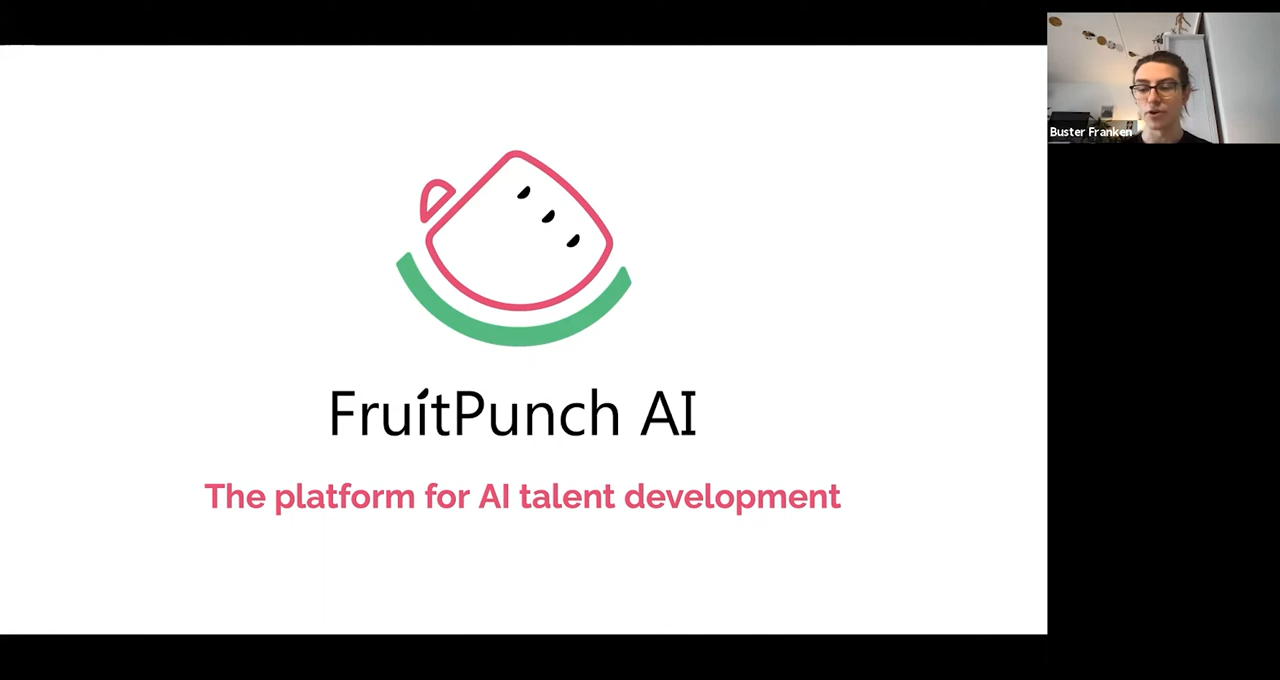 FruitPunch AI
The platform for AI talent development
Buster Franken